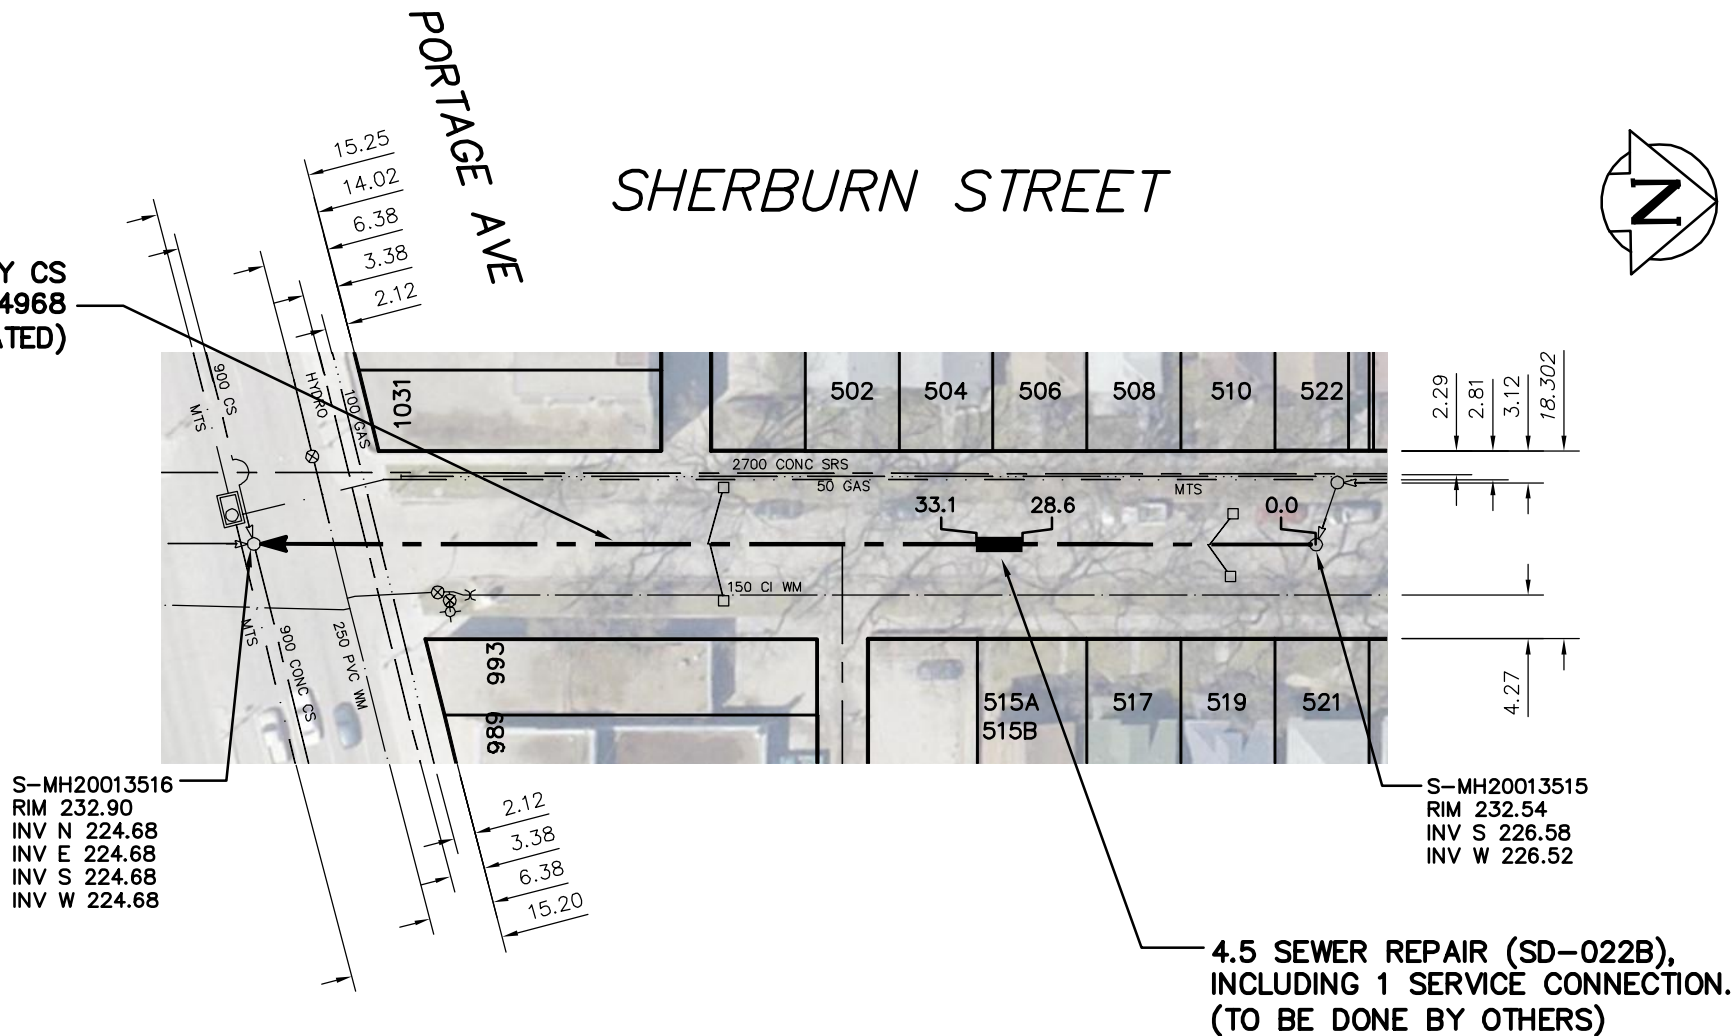 PORTAGE AVE
SHERBURN STREET
N
15.25
14.02
6.38
3.38
2.12
Y CS
4968
ATED)
900 CS
MTS
HYDRO
100 GAS
1031
502
504
506
508
510
522
2.29
2.81
3.12
18.302
2700 CONC SRS
50 GAS
MTS
33.1
28.6
0.0
150 CI WM
MTS
900 CONC CS
250 PVC WM
993
989
515A
515B
517
519
521
4.27
S-MH20013516
RIM 232.90
INV N 224.68
INV E 224.68
INV S 224.68
INV W 224.68
2.12
3.38
6.38
15.20
S-MH20013515
RIM 232.54
INV S 226.58
INV W 226.52
4.5 SEWER REPAIR (SD-022B),
INCLUDING 1 SERVICE CONNECTION.
(TO BE DONE BY OTHERS)